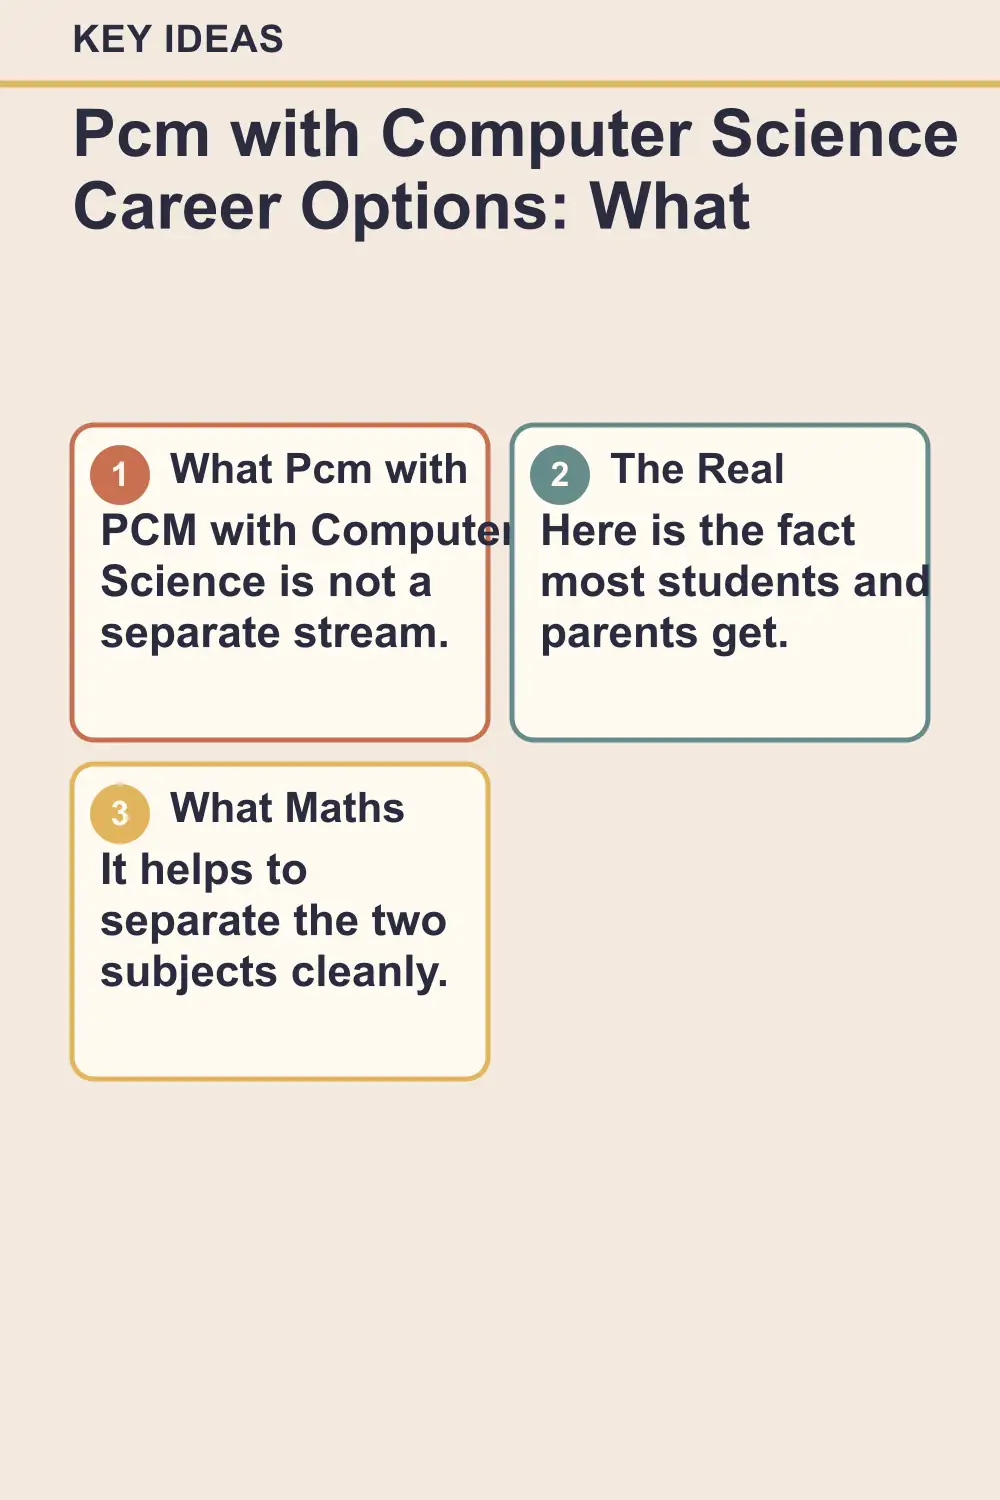 KEY IDEAS
Pcm with Computer Science
Career Options: What
1
What Pcm with
PCM with Computer
Science is not a
separate stream.
2
The Real
Here is the fact
most students and
parents get.
3
What Maths
It helps to
separate the two
subjects cleanly.